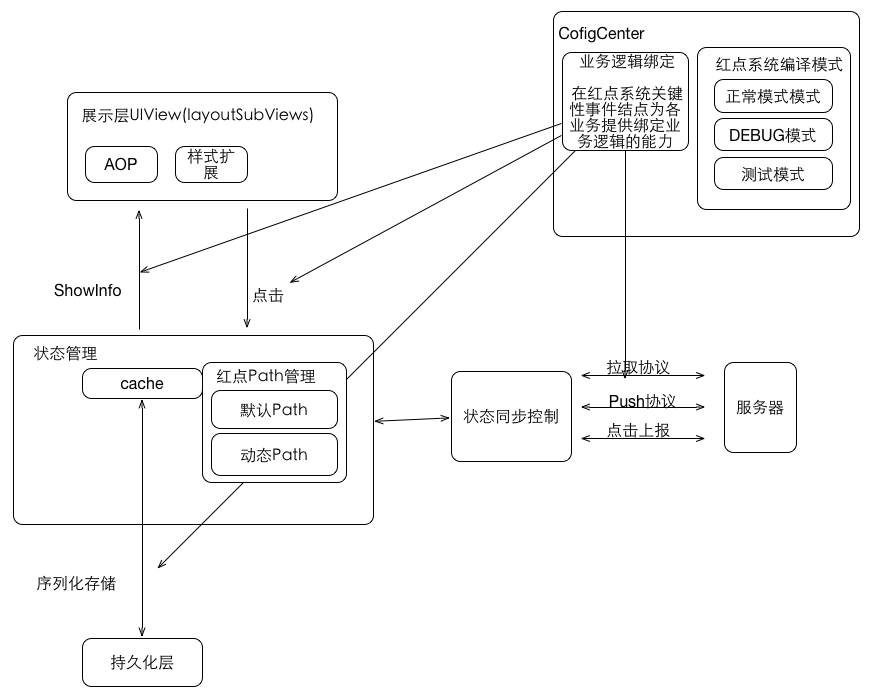 CofigCenter
业务逻辑绑定
在红点系统关键
性事件结点为各
业务提供绑定业
务逻辑的能力
红点系统编译模式
正常模式模式
DEBUG模式
测试模式
展示层UIView(layoutSubViews)
AOP
样式扩
展
ShowInfo
点击
状态管理
cache
红点Path管理
默认Path
动态Path
状态同步控制
拉取协议
Push协议
点击上报
服务器
序列化存储
持久化层